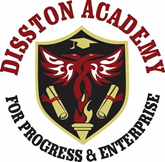 DISSTON ACADEMY
FOR PROGRESS & ENTERPRISE